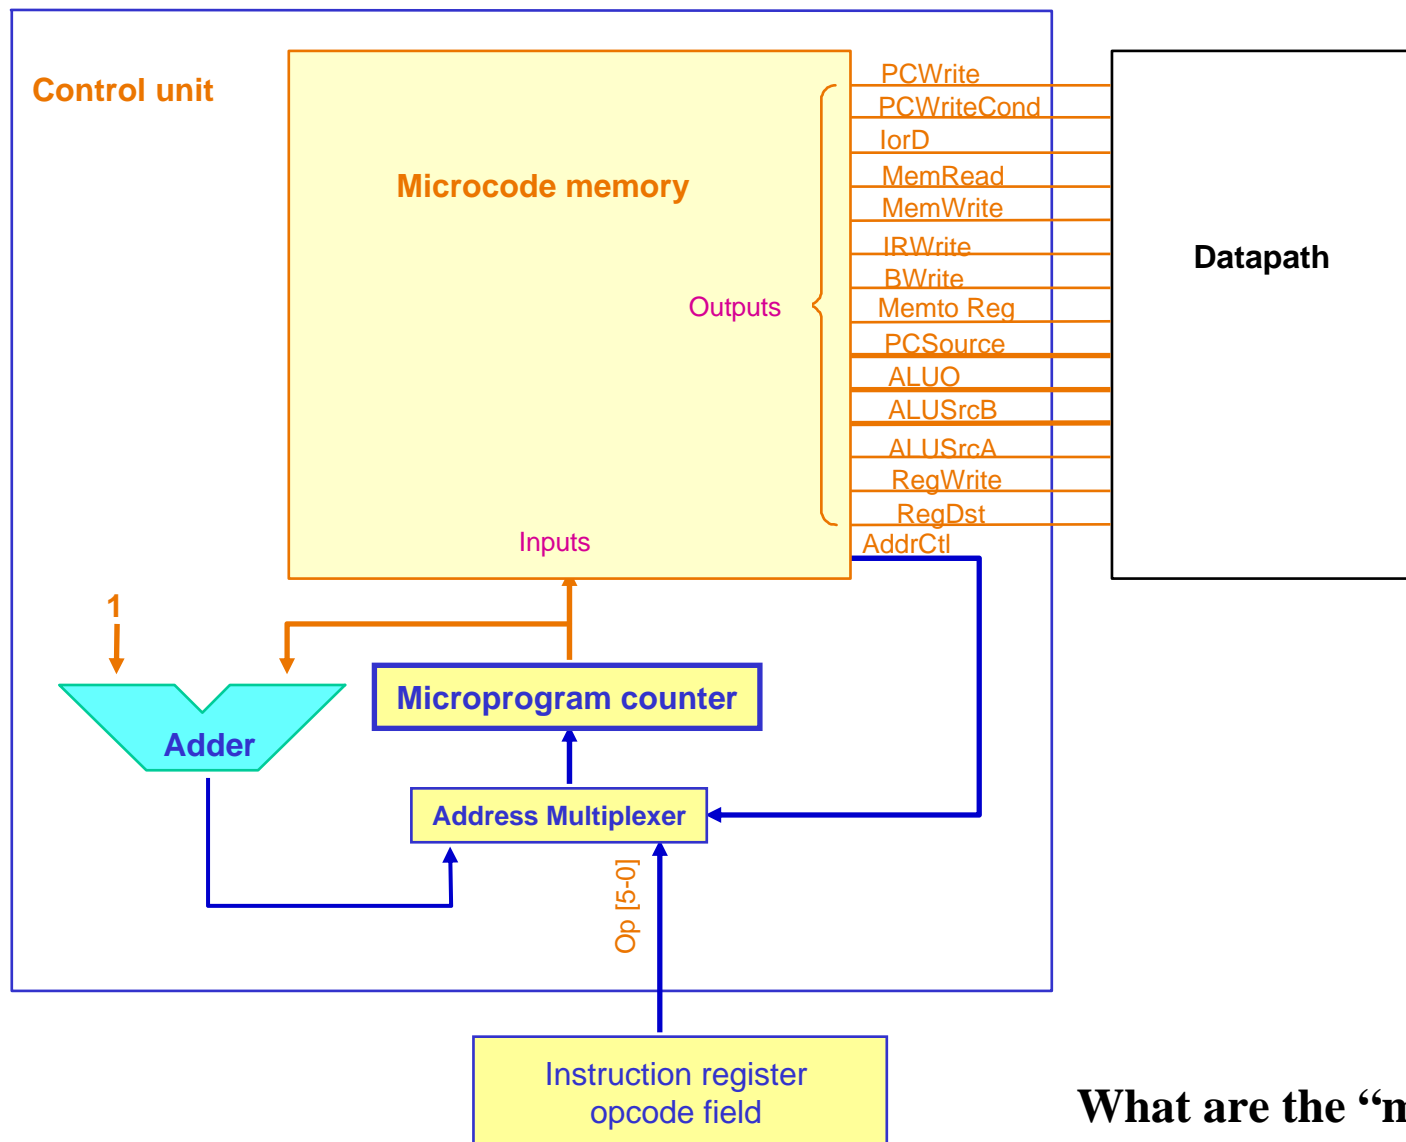 Control unit
Microcode memory
Outputs
Inputs
PCWrite
PCWriteCond
IorD
MemRead
MemWrite
IRWrite
BWrite
Memto Reg
PCSource
ALUO
ALUSrcB
ALUSrcA
RegWrite
RegDst
AddrCtl
Datapath
1
Adder
Microprogram counter
Address Multiplexer
Op [5-0]
Instruction register
opcode field
What are the “m